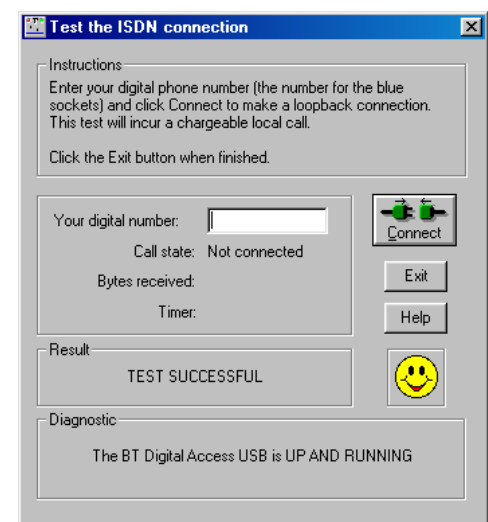 Test the ISDN connection
Instructions
Enter your digital phone number (the number for the blue
sockets) and click Connect to make a loopback connection.
This test will incur a chargeable local call.
Click the Exit button when finished.
Your digital number:
Connect
Call state: Not connected
Bytes received:
Exit
Timer:
Help
Result
TEST SUCCESSFUL
Diagnostic
The BT Digital Access USB is UP AND RUNNING